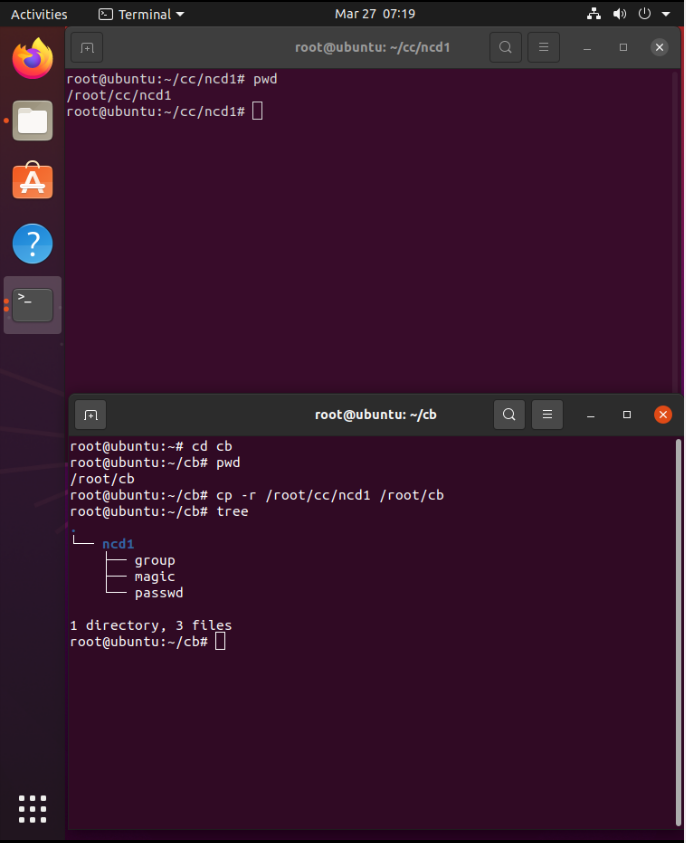 Activities Terminal Mar 27 07:19
root@ubuntu: ~/cc/ncd1
root@ubuntu:~/cc/ncd1# pwd
/root/cc/ncd1
root@ubuntu:~/cc/ncd1#
root@ubuntu: ~/cb
root@ubuntu:~# cd cb
root@ubuntu:~/cb# pwd
/root/cb
root@ubuntu:~/cb# cp -r /root/cc/ncd1 /root/cb
root@ubuntu:~/cb# tree
.
└── ncd1
    ├── group
    ├── magic
    └── passwd
1 directory, 3 files
root@ubuntu:~/cb#